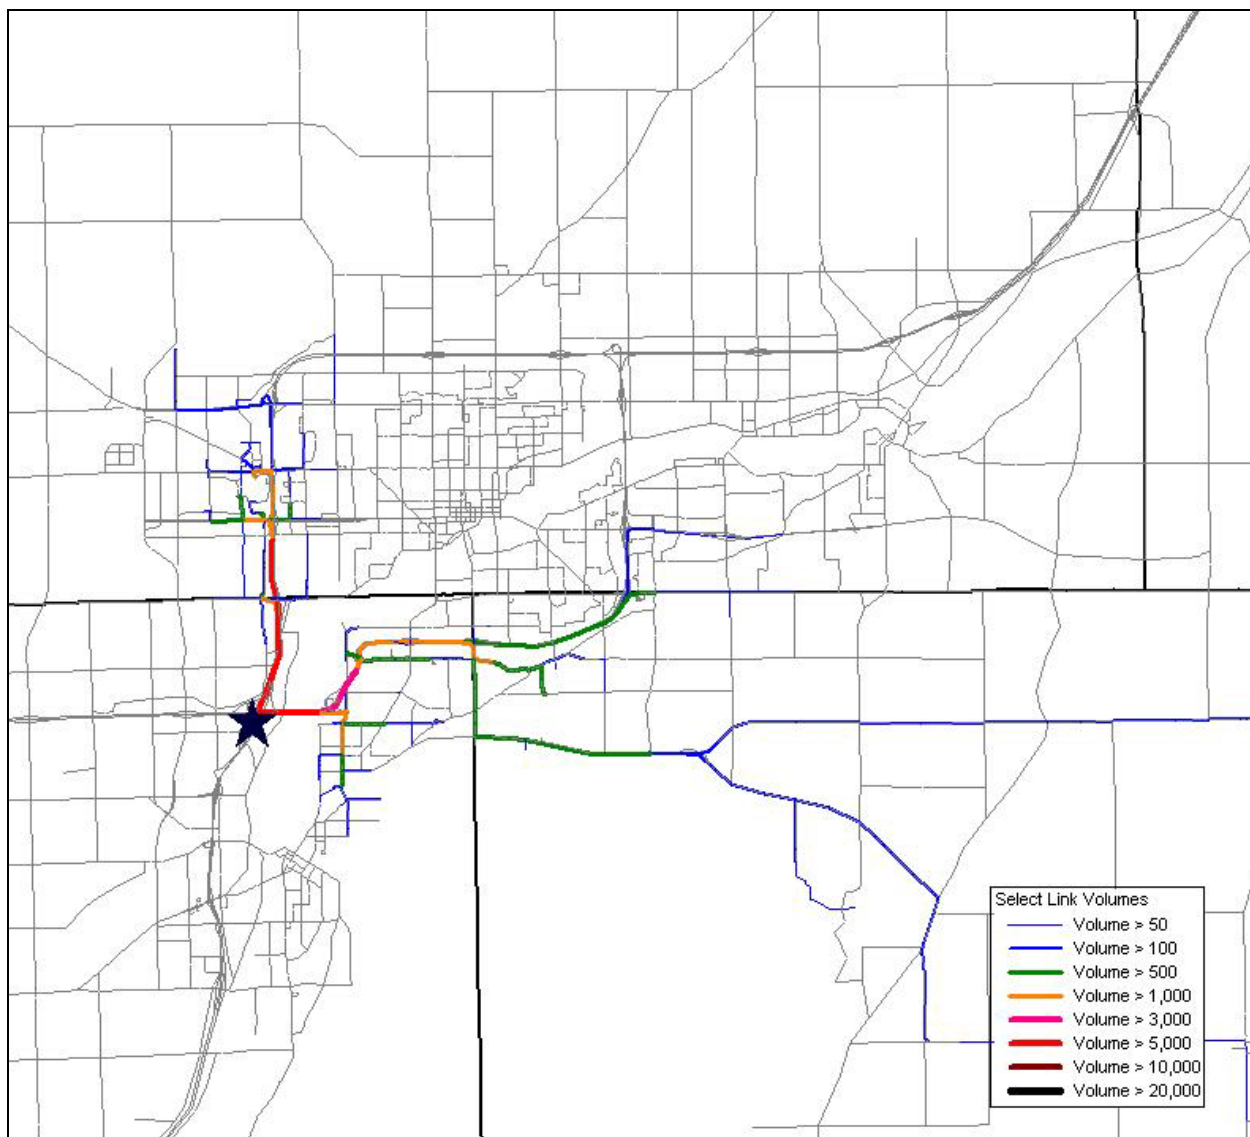 Select Link Volumes
Volume > 50
Volume > 100
Volume > 500
Volume > 1,000
Volume > 3,000
Volume > 5,000
Volume > 10,000
Volume > 20,000